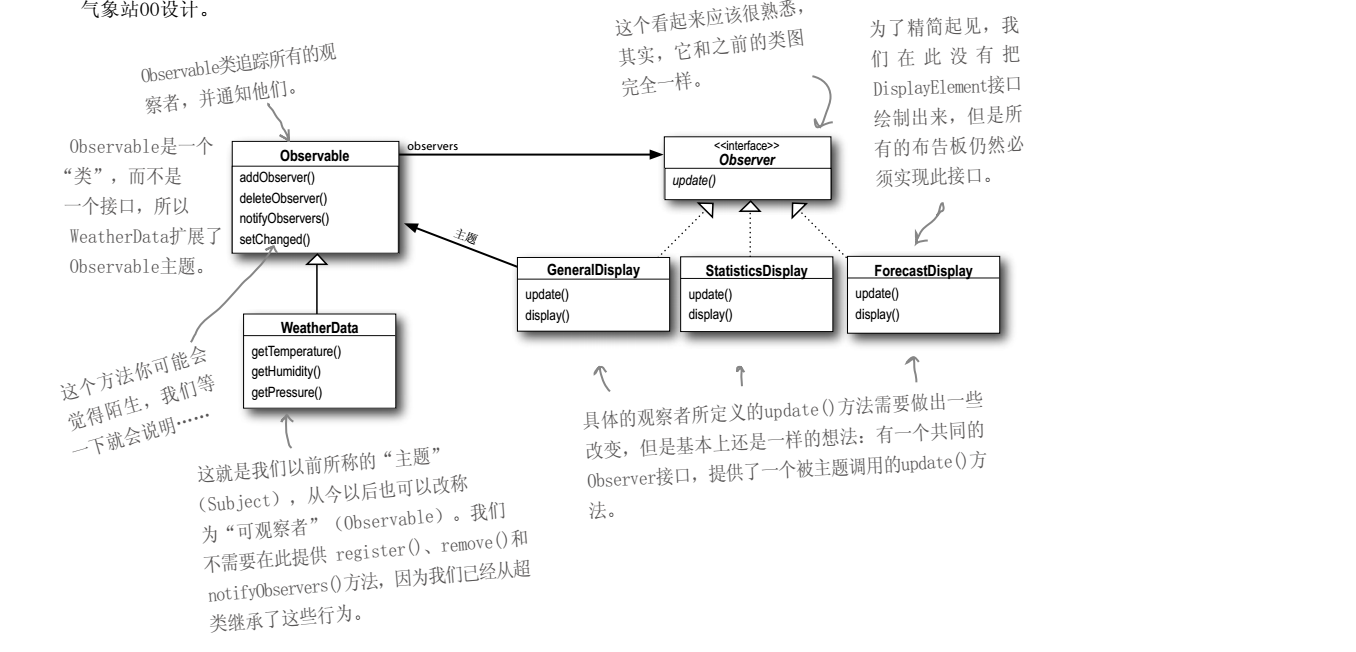 气象站OO设计。
Observable类追踪所有的观
察者，并通知他们。
这个看起来应该很熟悉，
其实，它和之前的类图
完全一样。
为了精简起见，我
们在此没有把
DisplayElement接口
绘制出来，但是所
有的布告板仍然必
须实现此接口。
Observable是一个
“类”，而不是
一个接口，所以
WeatherData扩展了
Observable主题。
Observable
addObserver()
deleteObserver()
notifyObservers()
setChanged()
observers
<<interface>>
Observer
update()
主题
GeneralDisplay
update()
display()
StatisticsDisplay
update()
display()
ForecastDisplay
update()
display()
WeatherData
getTemperature()
getHumidity()
getPressure()
这个方法你可能会
觉得陌生，我们等
一下就会说明……
具体的观察者所定义的update()方法需要做出一些
改变，但是基本上还是一样的想法：有一个共同的
Observer接口，提供了一个被主题调用的update()方
法。
这就是我们以前所称的“主题”
（Subject），从今以后也可以改称
为“可观察者”（Observable）。我们
不需要在此提供 register()、remove()和
notifyObservers()方法，因为我们已经从超
类继承了这些行为。